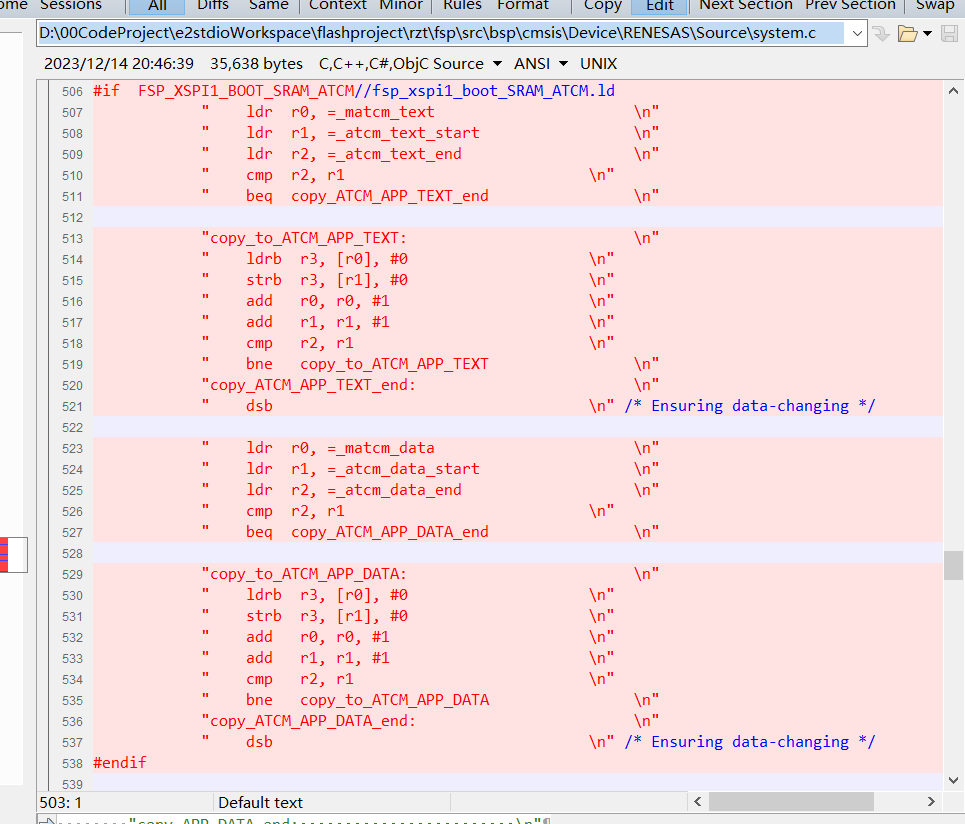 ome Sessions All Diffs Same Context Minor Rules Format Copy Edit Next Section Prev Section Swap
D:\00CodeProject\e2stdioWorkspace\flashproject\rzt\fsp\src\bsp\cmsis\Device\RENESAS\Source\system.c
2023/12/14 20:46:39 35,638 bytes C,C++,C#,ObjC Source ANSI UNIX
506 #if FSP_XSPI1_BOOT_SRAM_ATCM//fsp_xspi1_boot_SRAM_ATCM.ld
507 " ldr r0, =_matcm_text \n"
508 " ldr r1, =_atcm_text_start \n"
509 " ldr r2, =_atcm_text_end \n"
510 " cmp r2, r1 \n"
511 " beq copy_ATCM_APP_TEXT_end \n"
512
513 "copy_to_ATCM_APP_TEXT: \n"
514 " ldrb r3, [r0], #0 \n"
515 " strb r3, [r1], #0 \n"
516 " add r0, r0, #1 \n"
517 " add r1, r1, #1 \n"
518 " cmp r2, r1 \n"
519 " bne copy_to_ATCM_APP_TEXT \n"
520 "copy_ATCM_APP_TEXT_end: \n"
521 " dsb \n" /* Ensuring data-changing */
522
523 " ldr r0, =_matcm_data \n"
524 " ldr r1, =_atcm_data_start \n"
525 " ldr r2, =_atcm_data_end \n"
526 " cmp r2, r1 \n"
527 " beq copy_ATCM_APP_DATA_end \n"
528
529 "copy_to_ATCM_APP_DATA: \n"
530 " ldrb r3, [r0], #0 \n"
531 " strb r3, [r1], #0 \n"
532 " add r0, r0, #1 \n"
533 " add r1, r1, #1 \n"
534 " cmp r2, r1 \n"
535 " bne copy_to_ATCM_APP_DATA \n"
536 "copy_ATCM_APP_DATA_end: \n"
537 " dsb \n" /* Ensuring data-changing */
538 #endif
539
503: 1 Default text
"copy_APP_DATA_end: \n"¶